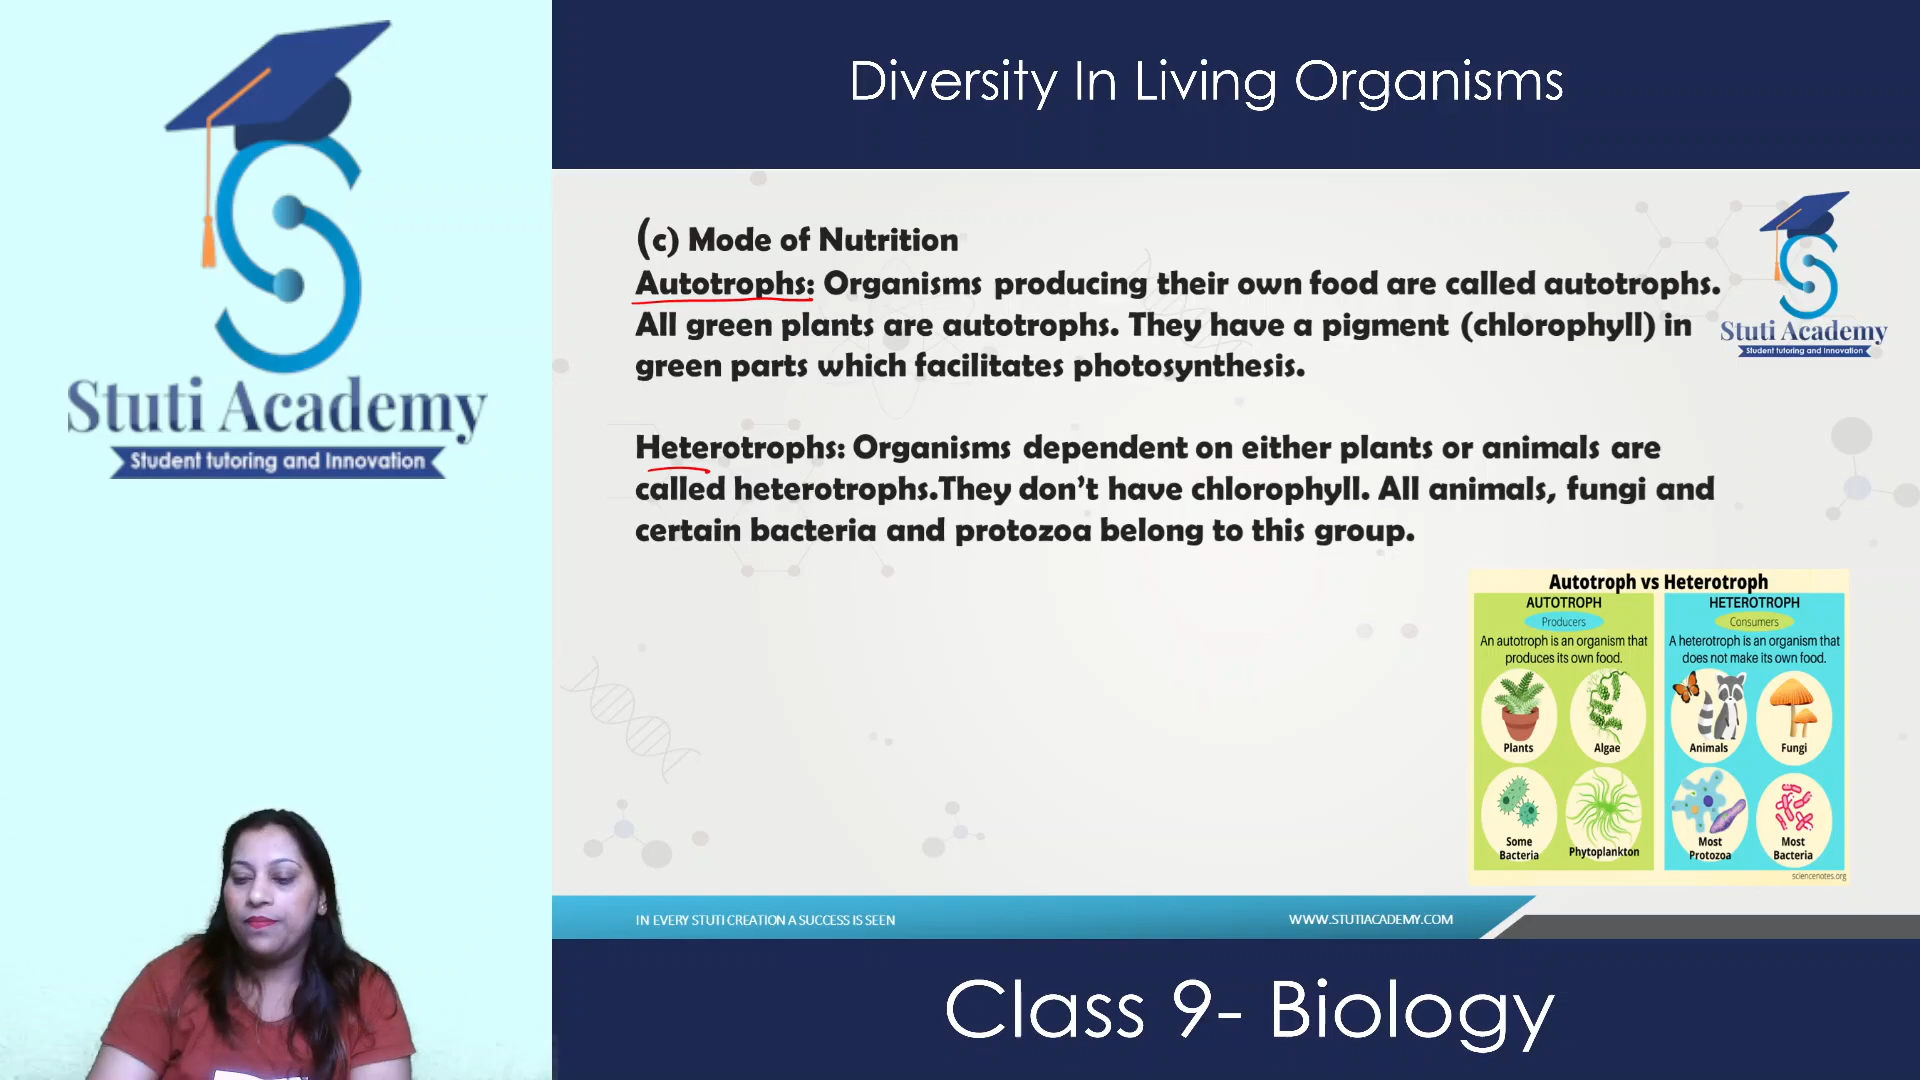 Stuti Academy
Student tutoring and Innovation
Diversity In Living Organisms
(c) Mode of Nutrition
Autotrophs: Organisms producing their own food are called autotrophs.
All green plants are autotrophs. They have a pigment (chlorophyll) in
green parts which facilitates photosynthesis.
Stuti Academy
Student tutoring and Innovation
Heterotrophs: Organisms dependent on either plants or animals are
called heterotrophs.They don't have chlorophyll. All animals, fungi and
certain bacteria and protozoa belong to this group.
Autotroph vs Heterotroph
AUTOTROPH
Producers
An autotroph is an organism that
produces its own food.
Plants
Algae
Some
Bacteria
Phytoplankton
HETEROTROPH
Consumers
A heterotroph is an organism that
does not make its own food.
Animals
Fungi
Most
Protozoa
Most
Bacteria
sciencenotes.org
IN EVERY STUTI CREATION A SUCCESS IS SEEN
WWW.STUTIACADEMY.COM
Class 9- Biology